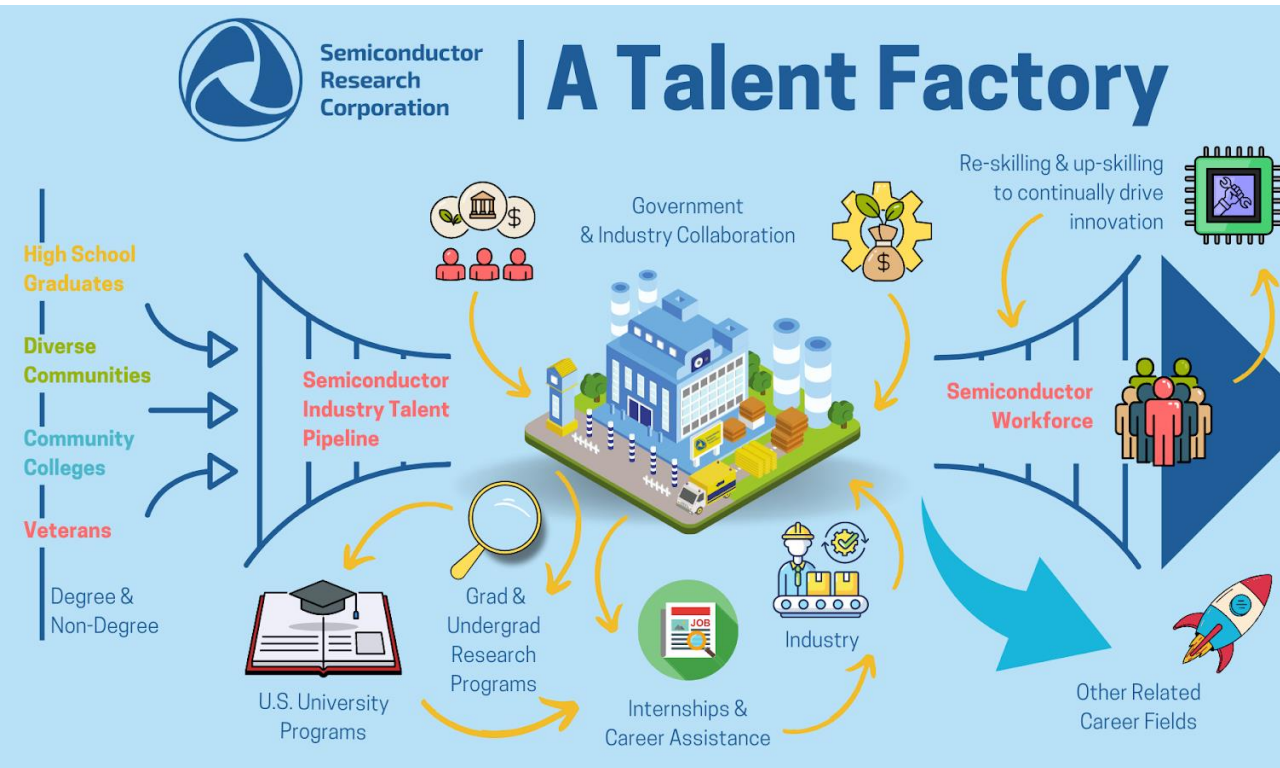 Semiconductor
Research
Corporation
A Talent Factory
High School
Graduates
Diverse
Communities
Community
Colleges
Veterans
Degree &
Non-Degree
Semiconductor
Industry Talent
Pipeline
$
Government
& Industry Collaboration
$
Re-skilling & up-skilling
to continually drive
innovation
Semiconductor
Workforce
U.S. University
Programs
Grad &
Undergrad
Research
Programs
JOB
Internships &
Career Assistance
Industry
Other Related
Career Fields